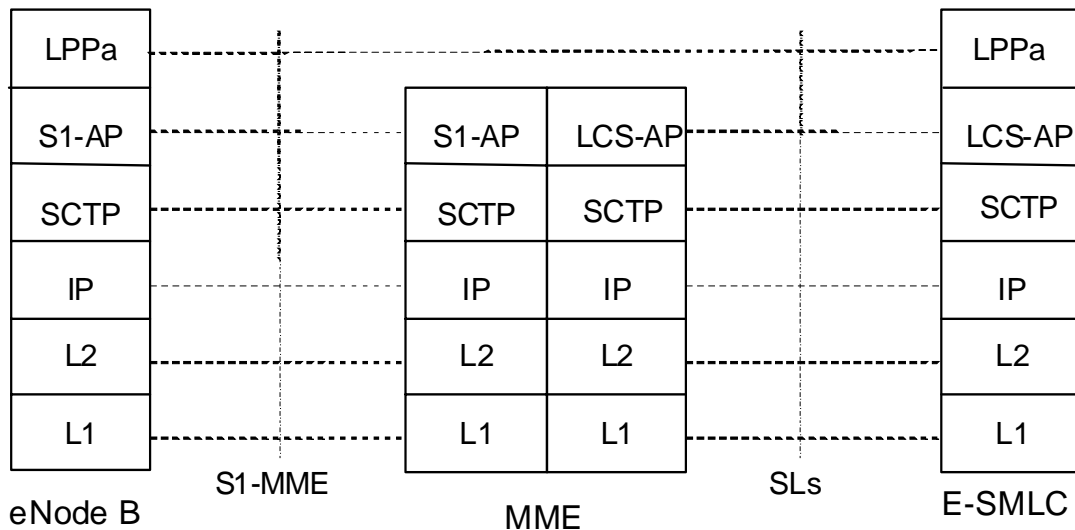 LPPa LPPa
S1-AP S1-AP LCS-AP LCS-AP
SCTP SCTP SCTP SCTP
IP IP IP IP
L2 L2 L2 L2
L1 L1 L1 L1
S1-MME SLs
eNode B MME E-SMLC